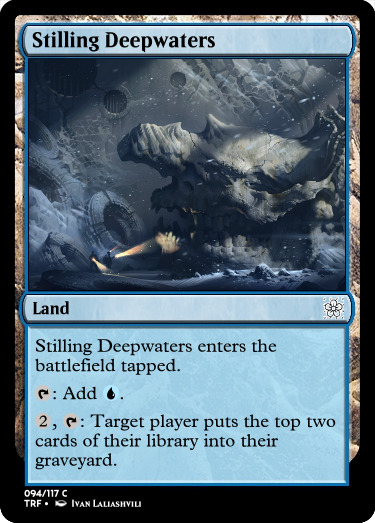 Stilling Deepwaters
Land
Stilling Deepwaters enters the
battlefield tapped.
: Add .
2, : Target player puts the top two
cards of their library into their
graveyard.
094/117 C
TRF • Ivan Laliashvili